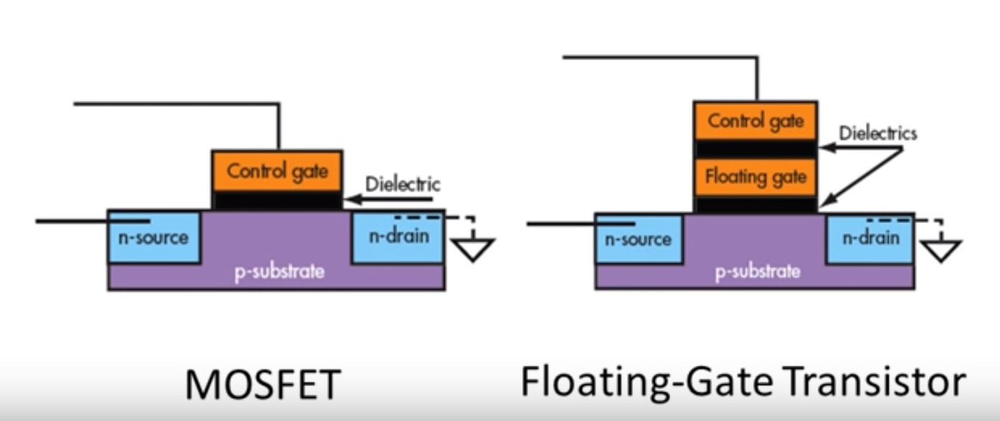 Control gate
Dielectric
n-source
n-drain
p-substrate
MOSFET
Control gate
Dielectrics
Floating gate
n-source
n-drain
p-substrate
Floating-Gate Transistor